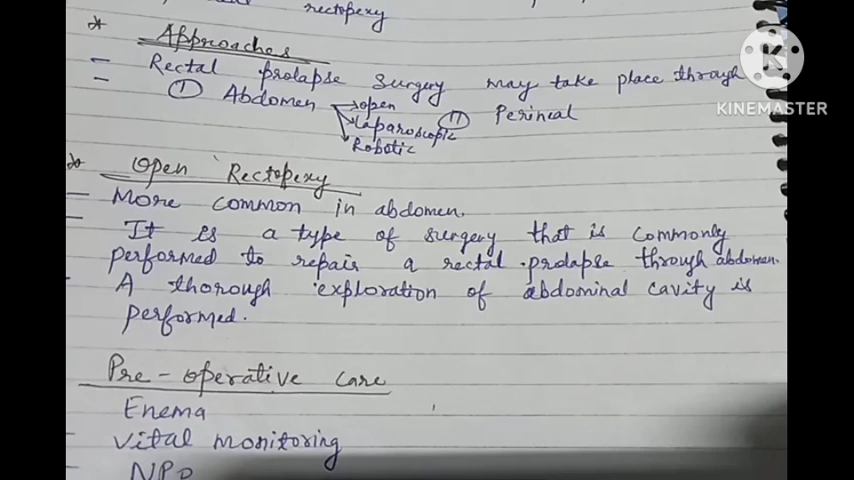 rectopexy
* Approaches
- Rectal prolapse surgery may take place through
- (I) Abdomen → open (II) Perineal
Laparoscopic
Robotic
* Open Rectopexy
- More common in abdomen.
- It is a type of surgery that is commonly
performed to repair a rectal prolapse through abdomen.
- A thorough exploration of abdominal cavity is
performed.
Pre-operative care
Enema
- Vital monitoring
- NPO
KINEMASTER